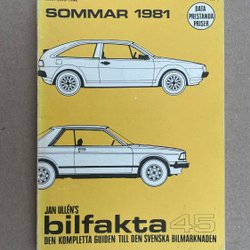 SOMMAR 1981
DATA
PRESTANDA
PRISER
JAN ULLÉN'S
bilfakta 45
DEN KOMPLETTA GUIDEN TILL DEN SVENSKA BILMARKNADEN